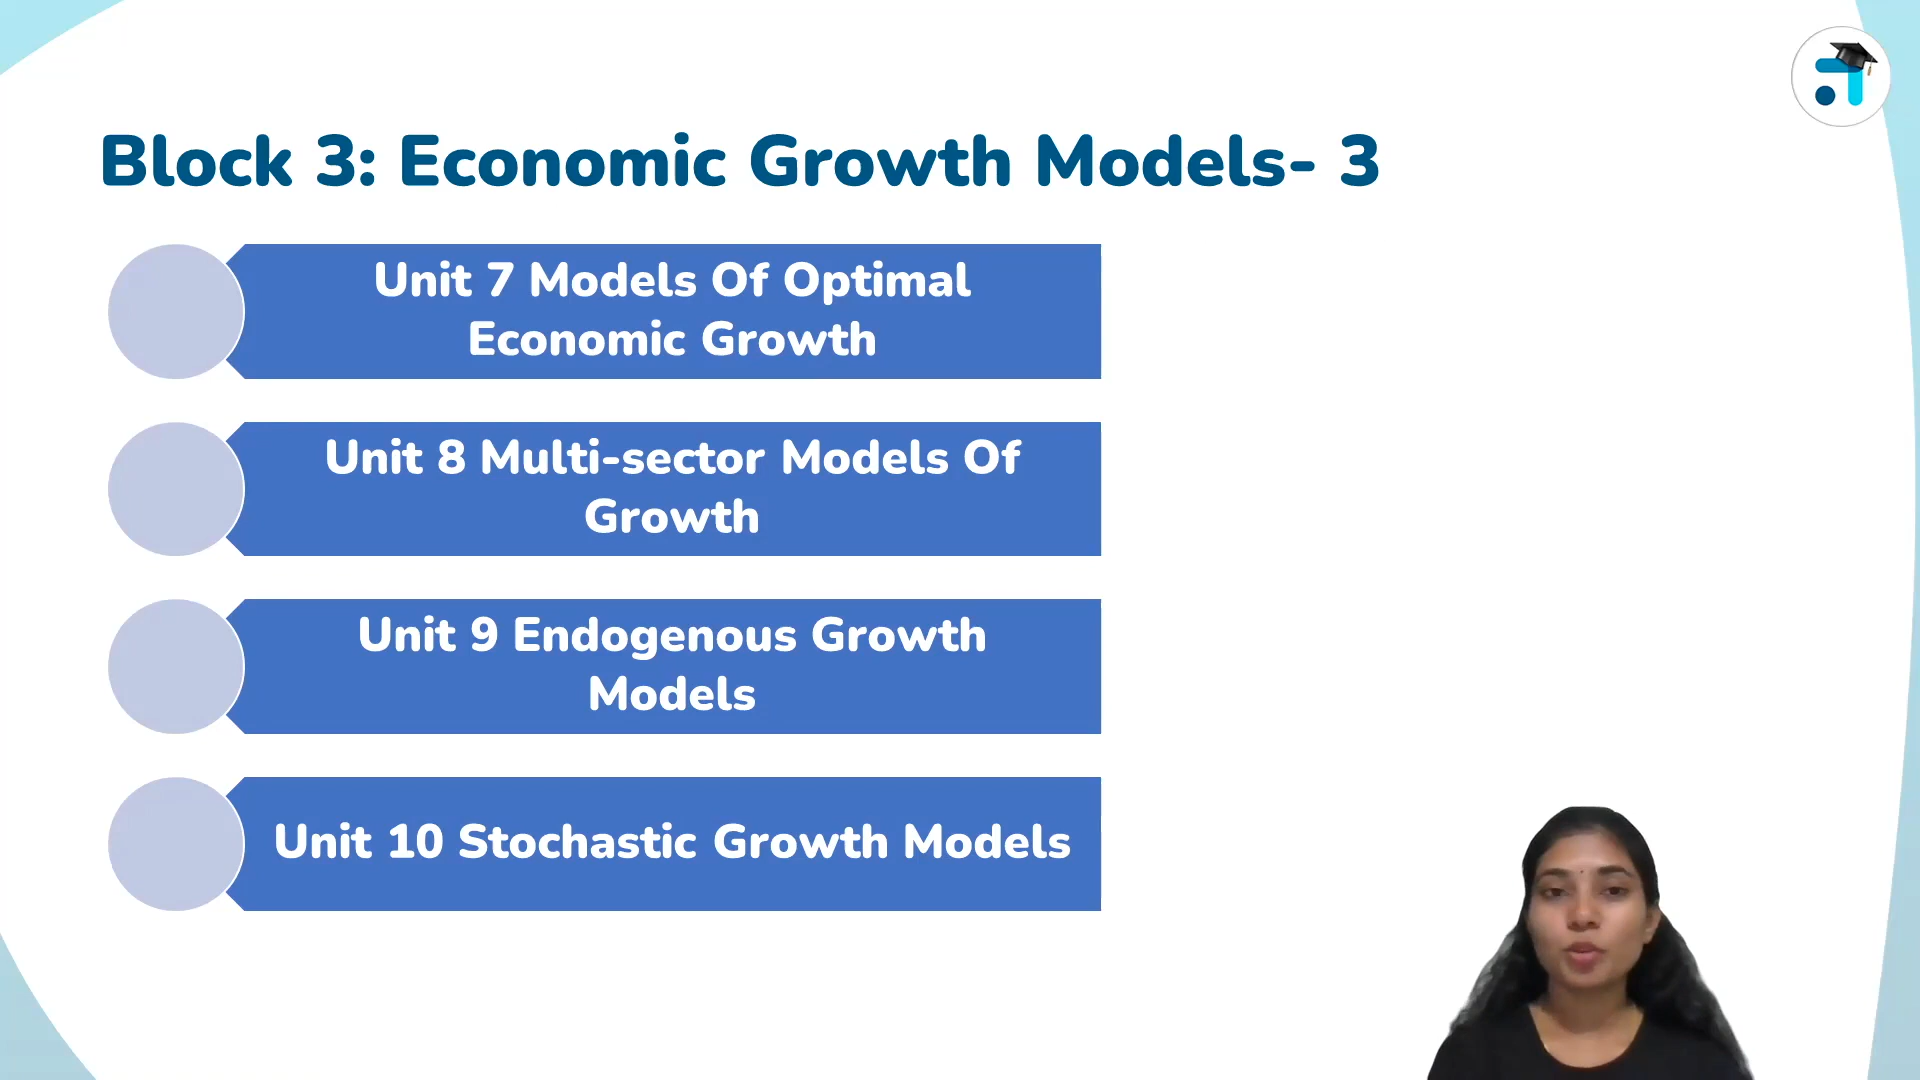 Block 3: Economic Growth Models- 3
Unit 7 Models Of Optimal
Economic Growth
Unit 8 Multi-sector Models Of
Growth
Unit 9 Endogenous Growth
Models
Unit 10 Stochastic Growth Models